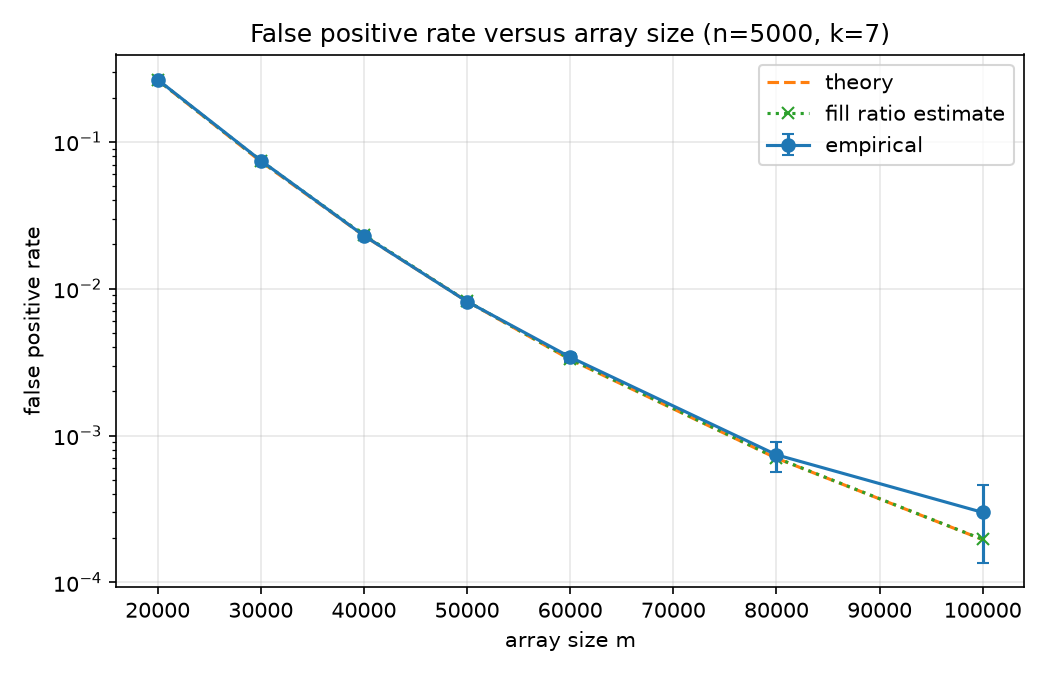 False positive rate versus array size (n=5000, k=7)
theory
fill ratio estimate
empirical
10⁻¹
10⁻²
10⁻³
10⁻⁴
false positive rate
20000 30000 40000 50000 60000 70000 80000 90000 100000
array size m